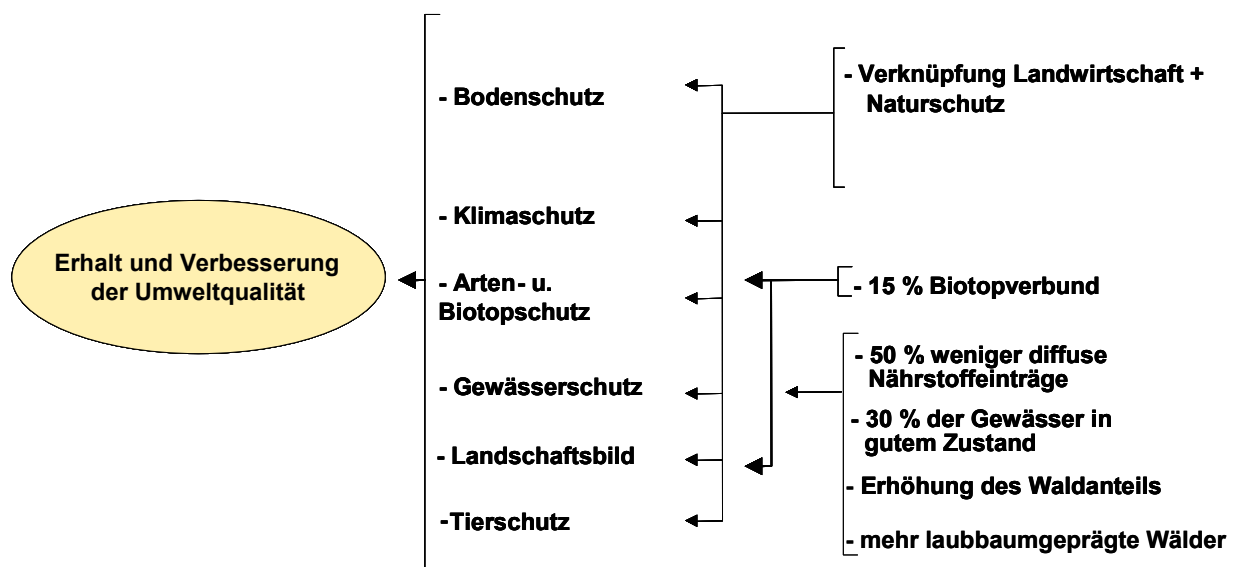 Erhalt und Verbesserung
der Umweltqualität
- Bodenschutz
- Klimaschutz
- Arten- u.
Biotopschutz
- Gewässerschutz
- Landschaftsbild
-Tierschutz
- Verknüpfung Landwirtschaft +
Naturschutz
- 15 % Biotopverbund
- 50 % weniger diffuse
Nährstoffeinträge
- 30 % der Gewässer in
gutem Zustand
- Erhöhung des Waldanteils
- mehr laubbaumgeprägte Wälder